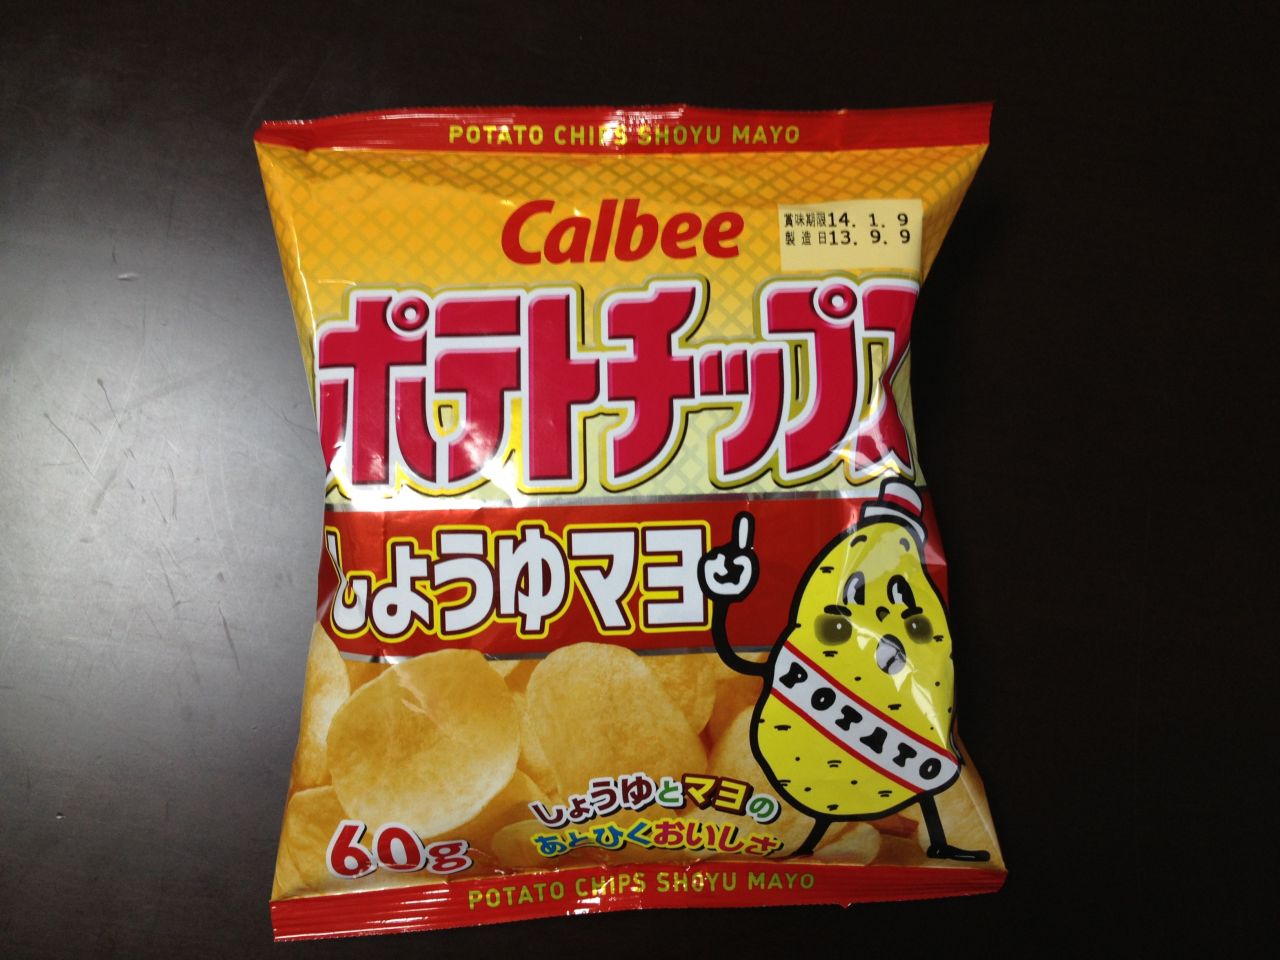 POTATO CHIPS SHOYU MAYO
Calbee
賞味期限14. 1. 9
製造日13. 9. 9
ポテトチップス
しょうゆマヨ
POTATO
しょうゆとマヨの
あとひくおいしさ
60g
POTATO CHIPS SHOYU MAYO